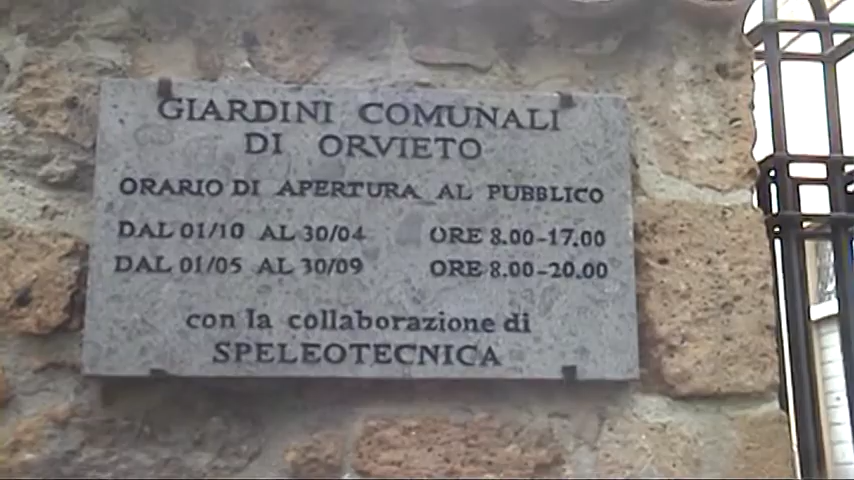 GIARDINI COMUNALI
DI ORVIETO
ORARIO DI APERTURA AL PUBBLICO
DAL 01/10 AL 30/04 ORE 8.00-17.00
DAL 01/05 AL 30/09 ORE 8.00-20.00
con la collaborazione di
SPELEOTECNICA